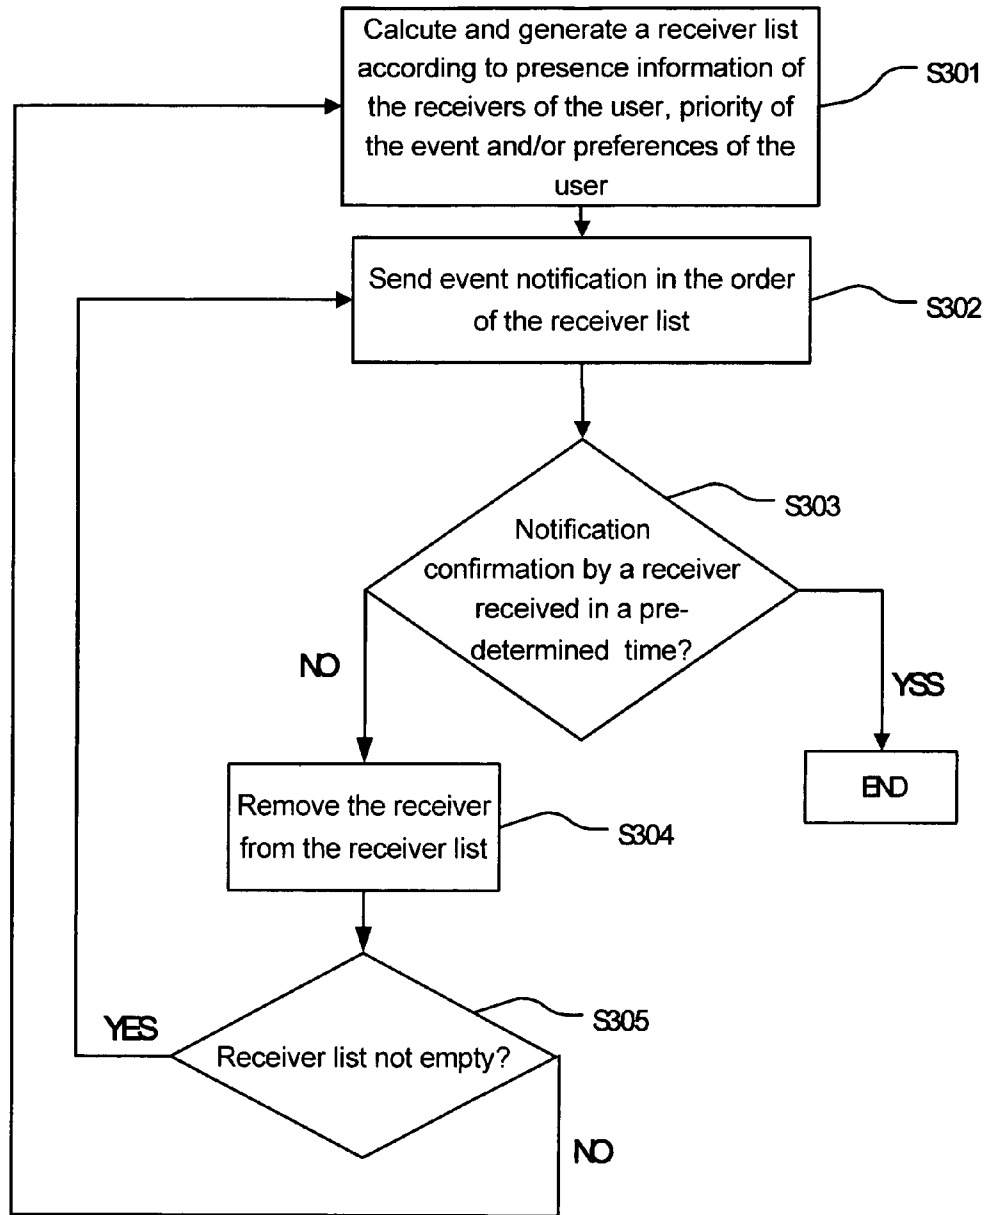 Calcute and generate a receiver list
according to presence information of
the receivers of the user, priority of
the event and/or preferences of the
user
S301
Send event notification in the order
of the receiver list
S302
Notification
confirmation by a receiver
received in a pre-
determined time?
S303
NO
YSS
END
Remove the receiver
from the receiver list
S304
Receiver list not empty?
S305
YES
NO